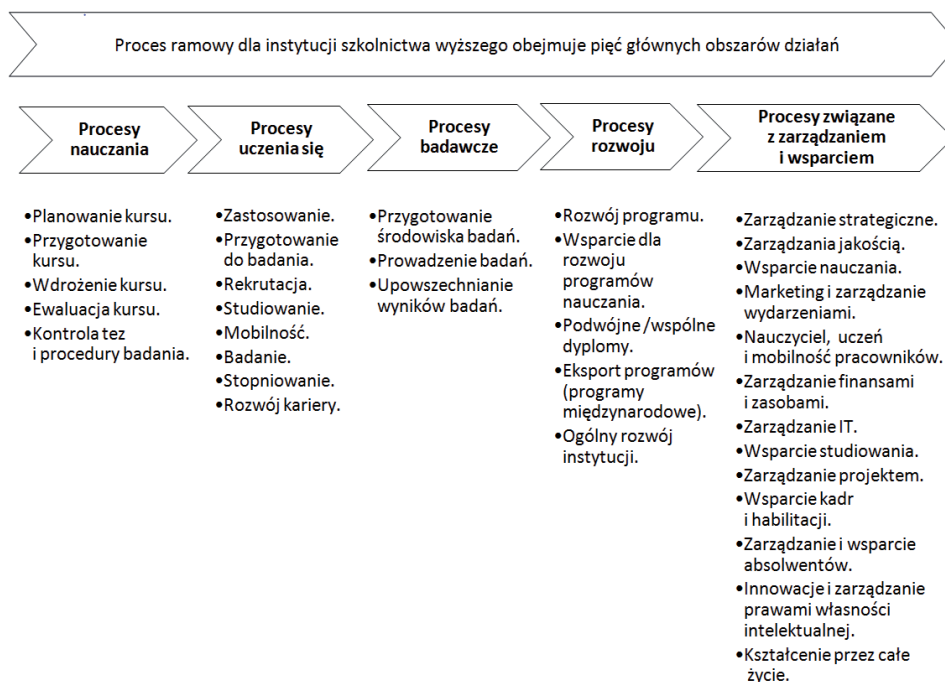 Proces ramowy dla instytucji szkolnictwa wyższego obejmuje pięć głównych obszarów działań
Procesy
nauczania
•Planowanie kursu.
•Przygotowanie
kursu.
•Wdrożenie kursu.
•Ewaluacja kursu.
•Kontrola tez
i procedury badania.
Procesy
uczenia się
•Zastosowanie.
•Przygotowanie
do badania.
•Rekrutacja.
•Studiowanie.
•Mobilność.
•Badanie.
•Stopniowanie.
•Rozwój kariery.
Procesy
badawcze
•Przygotowanie
środowiska badań.
•Prowadzenie badań.
•Upowszechnianie
wyników badań.
Procesy
rozwoju
•Rozwój programu.
•Wsparcie dla
rozwoju
programów
nauczania.
•Podwójne /wspólne
dyplomy.
•Eksport programów
(programy
międzynarodowe).
•Ogólny rozwój
instytucji.
Procesy związane
z zarządzaniem
i wsparciem
•Zarządzanie strategiczne.
•Zarządzania jakością.
•Wsparcie nauczania.
•Marketing i zarządzanie
wydarzeniami.
•Nauczyciel, uczeń
i mobilność pracowników.
•Zarządzanie finansami
i zasobami.
•Zarządzanie IT.
•Wsparcie studiowania.
•Zarządzanie projektem.
•Wsparcie kadr
i habilitacji.
•Zarządzanie i wsparcie
absolwentów.
•Innowacje i zarządzanie
prawami własności
intelektualnej.
•Kształcenie przez całe
życie.